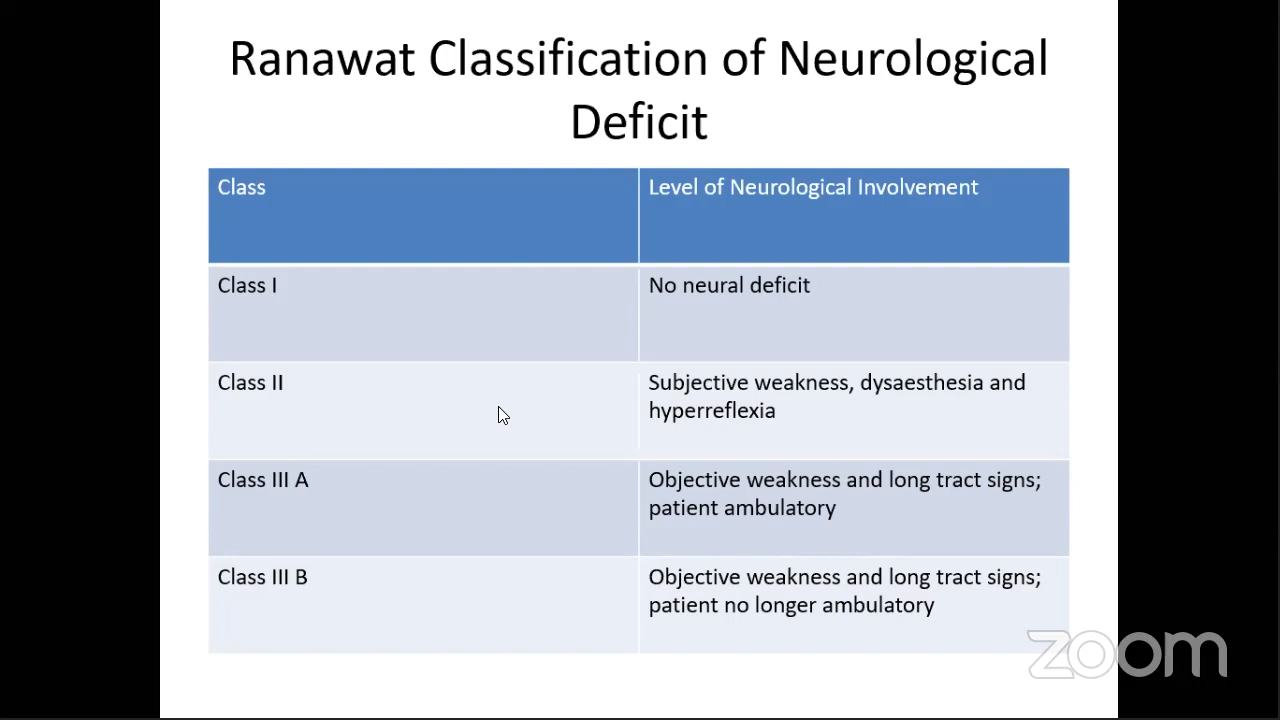 Ranawat Classification of Neurological
Deficit
Class
Level of Neurological Involvement
Class I
No neural deficit
Class II
Subjective weakness, dysaesthesia and
hyperreflexia
Class III A
Objective weakness and long tract signs;
patient ambulatory
Class III B
Objective weakness and long tract signs;
patient no longer ambulatory
zoom